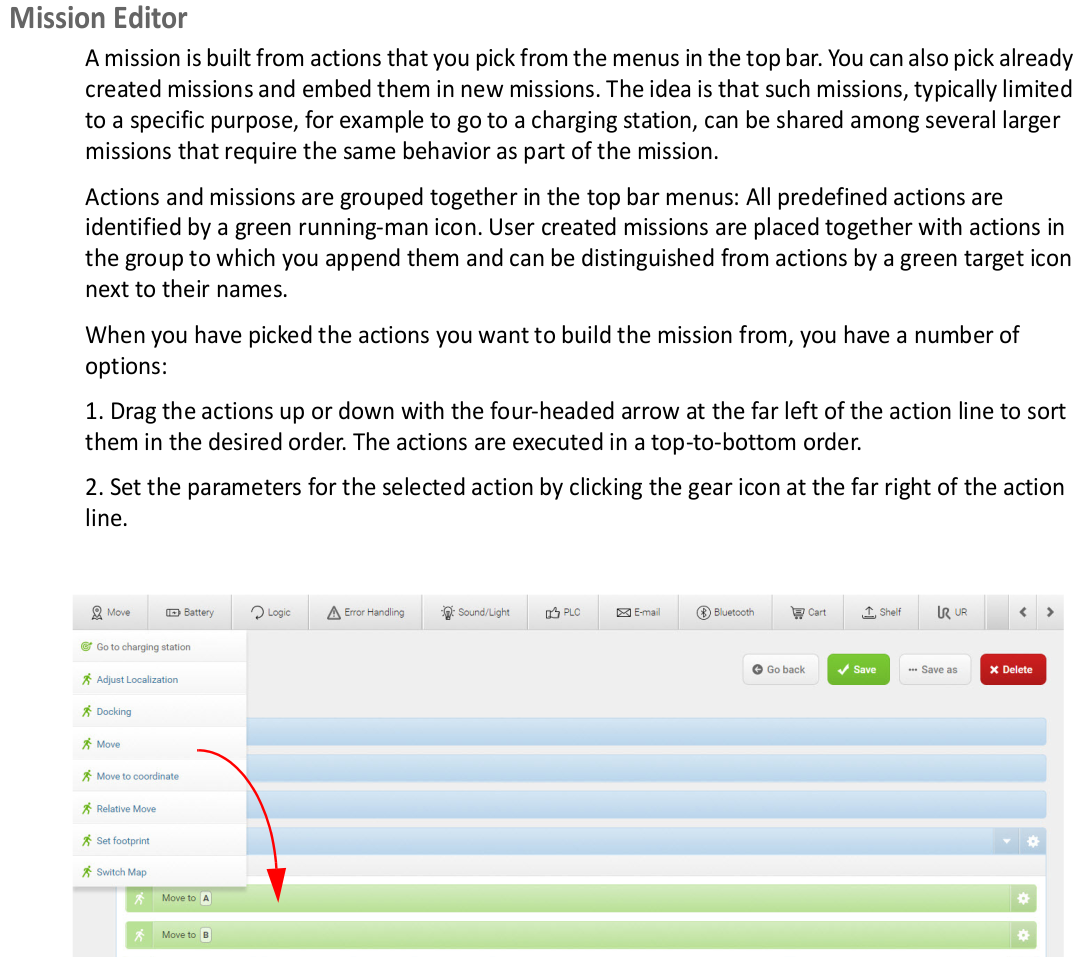 Mission Editor
A mission is built from actions that you pick from the menus in the top bar. You can also pick already
created missions and embed them in new missions. The idea is that such missions, typically limited
to a specific purpose, for example to go to a charging station, can be shared among several larger
missions that require the same behavior as part of the mission.
Actions and missions are grouped together in the top bar menus: All predefined actions are
identified by a green running-man icon. User created missions are placed together with actions in
the group to which you append them and can be distinguished from actions by a green target icon
next to their names.
When you have picked the actions you want to build the mission from, you have a number of
options:
1. Drag the actions up or down with the four-headed arrow at the far left of the action line to sort
them in the desired order. The actions are executed in a top-to-bottom order.
2. Set the parameters for the selected action by clicking the gear icon at the far right of the action
line.
Move Battery Logic Error Handling Sound/Light PLC E-mail Bluetooth Cart Shelf UR UR
Go to charging station
Go back Save Save as Delete
Adjust Localization
Docking
Move
Move to coordinate
Relative Move
Set footprint
Switch Map
Move to A
Move to B